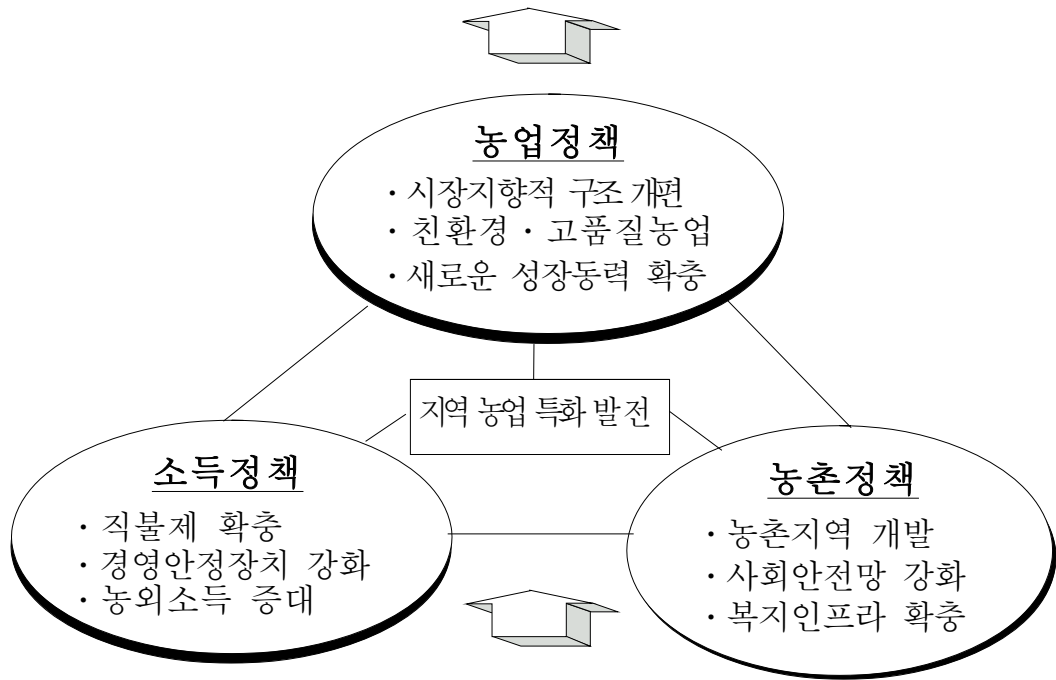 농업정책
· 시장지향적 구조 개편
· 친환경 · 고품질농업
· 새로운 성장동력 확충
지역 농업 특화 발전
소득정책
· 직불제 확충
· 경영안정장치 강화
· 농외소득 증대
농촌정책
· 농촌지역 개발
· 사회안전망 강화
· 복지인프라 확충